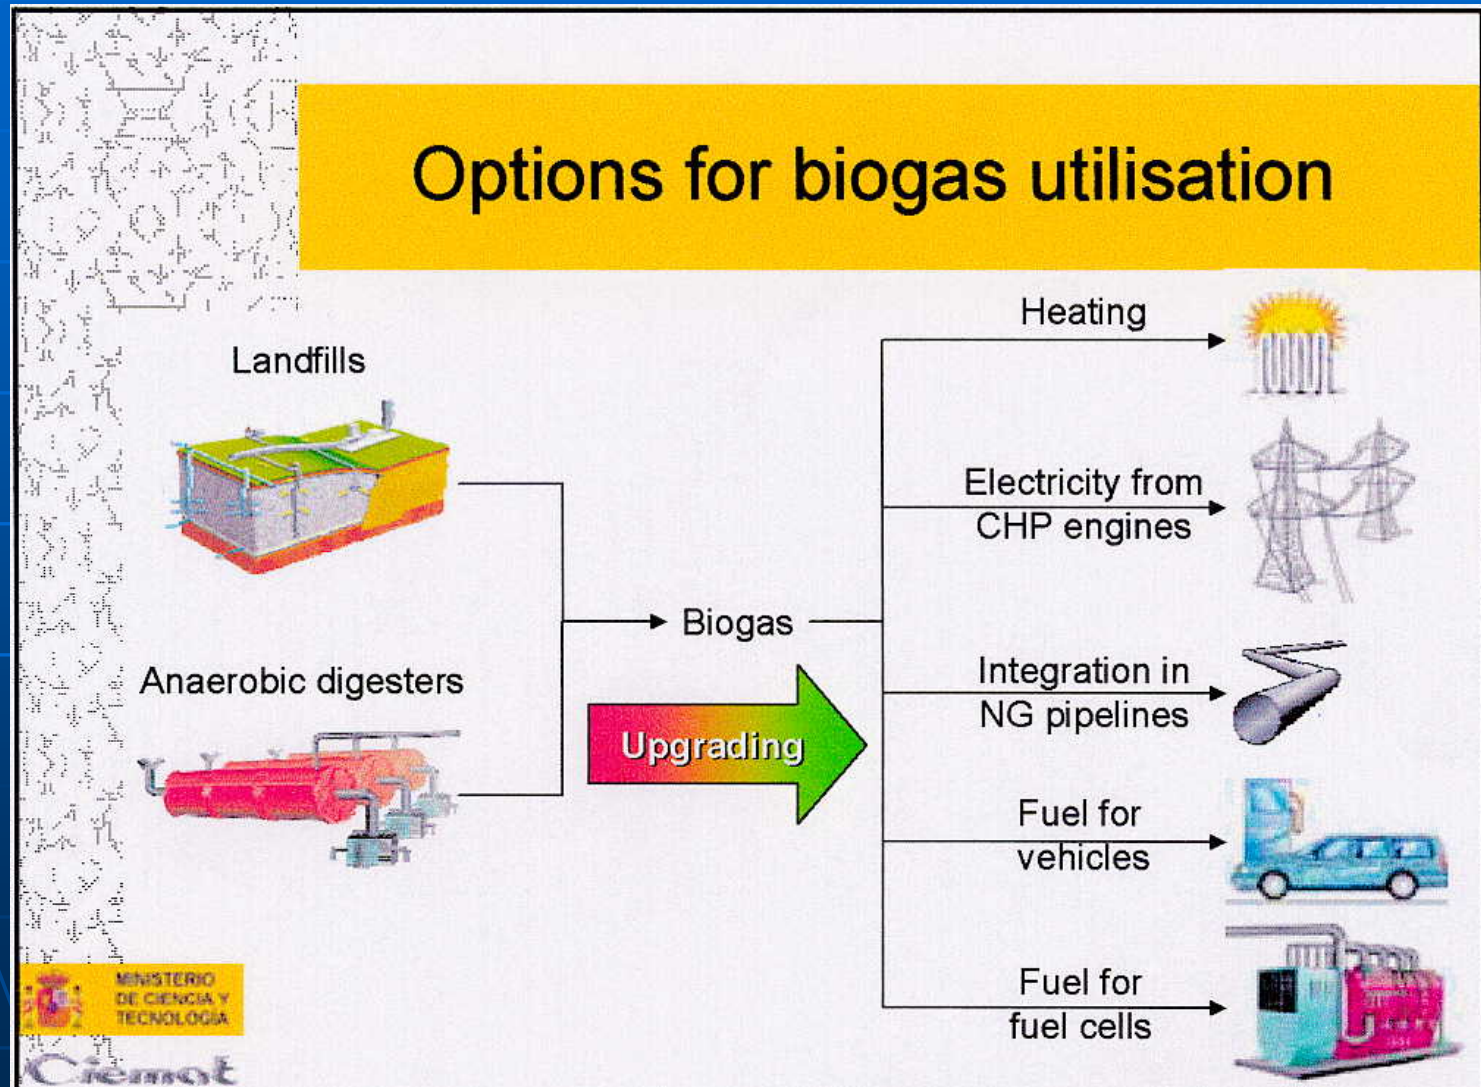 Options for biogas utilisation
Landfills
Anaerobic digesters
Biogas
Upgrading
Heating
Electricity from
CHP engines
Integration in
NG pipelines
Fuel for
vehicles
Fuel for
fuel cells
MINISTERIO
DE CIENCIA Y
TECNOLOGIA
Ciemat